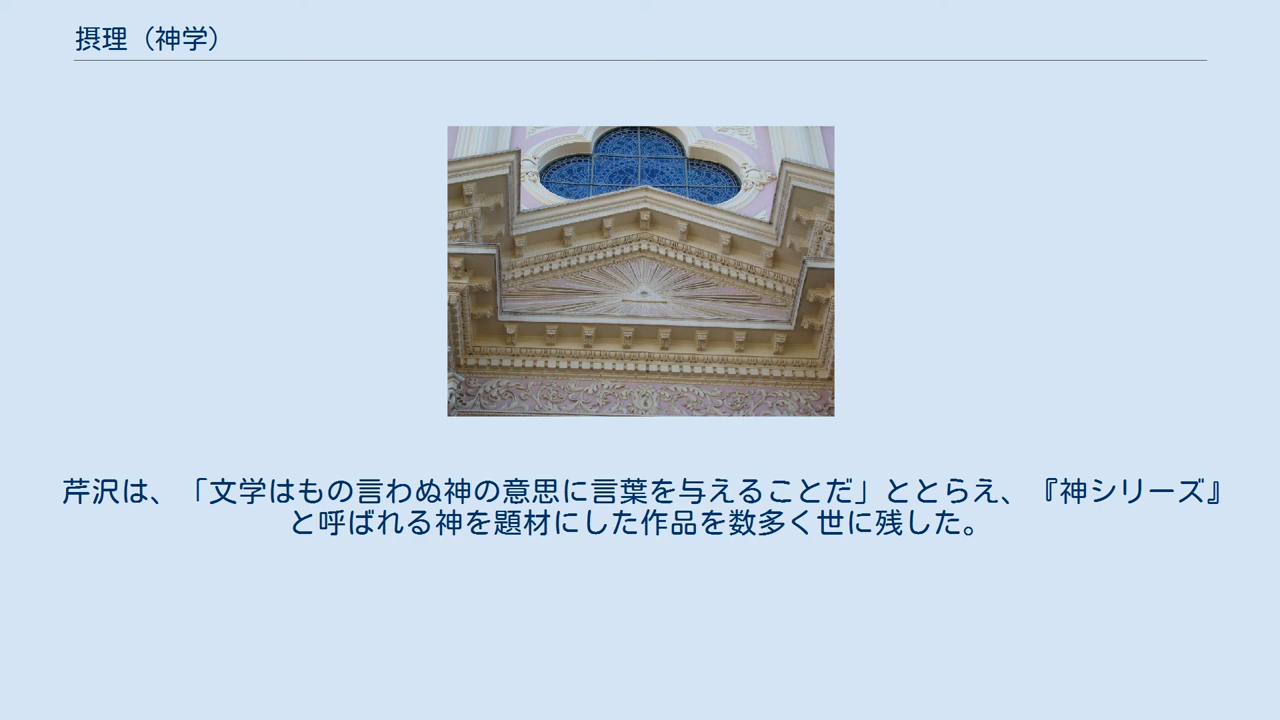 摂理（神学）
芹沢は、「文学はもの言わぬ神の意思に言葉を与えることだ」ととらえ、『神シリーズ』
と呼ばれる神を題材にした作品を数多く世に残した。